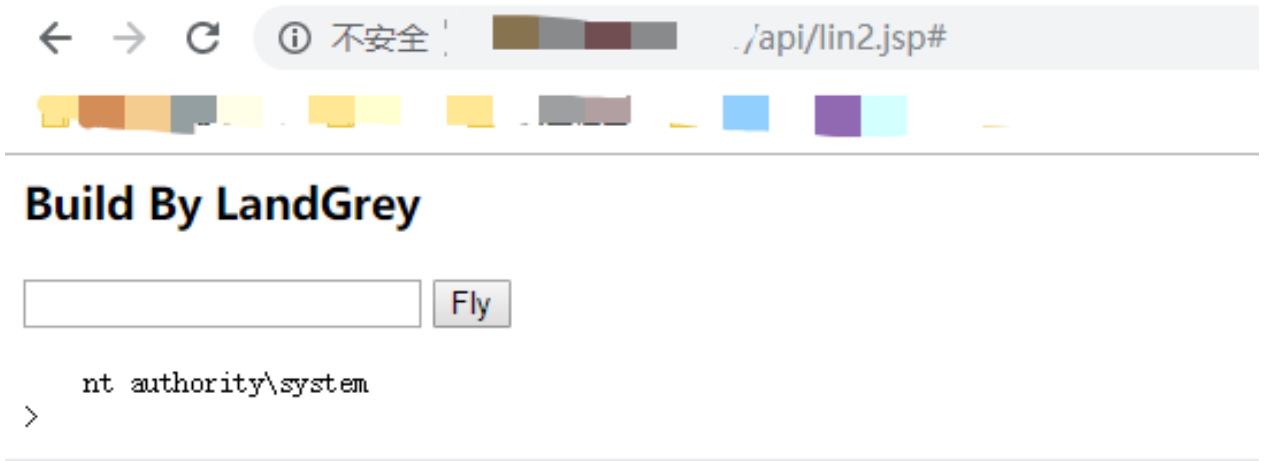 不安全 /api/lin2.jsp#
Build By LandGrey
Fly
nt authority\system
>